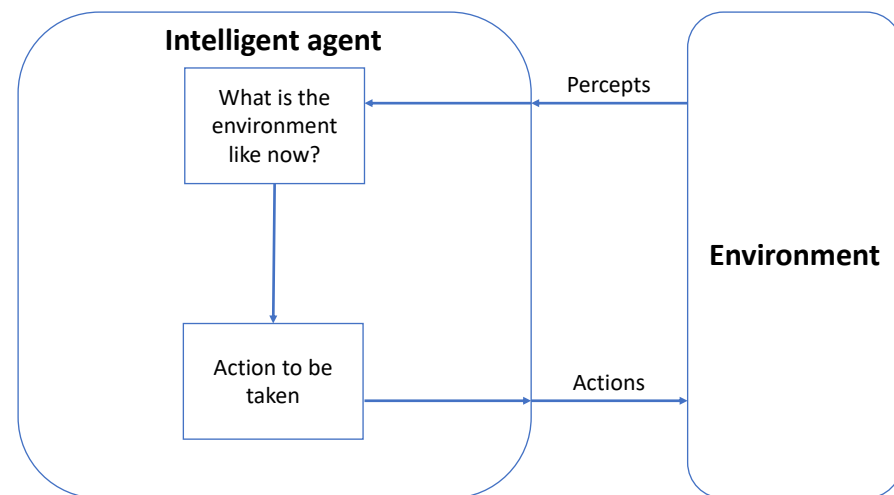 Intelligent agent
What is the
environment
like now?
Percepts
Environment
Action to be
taken
Actions